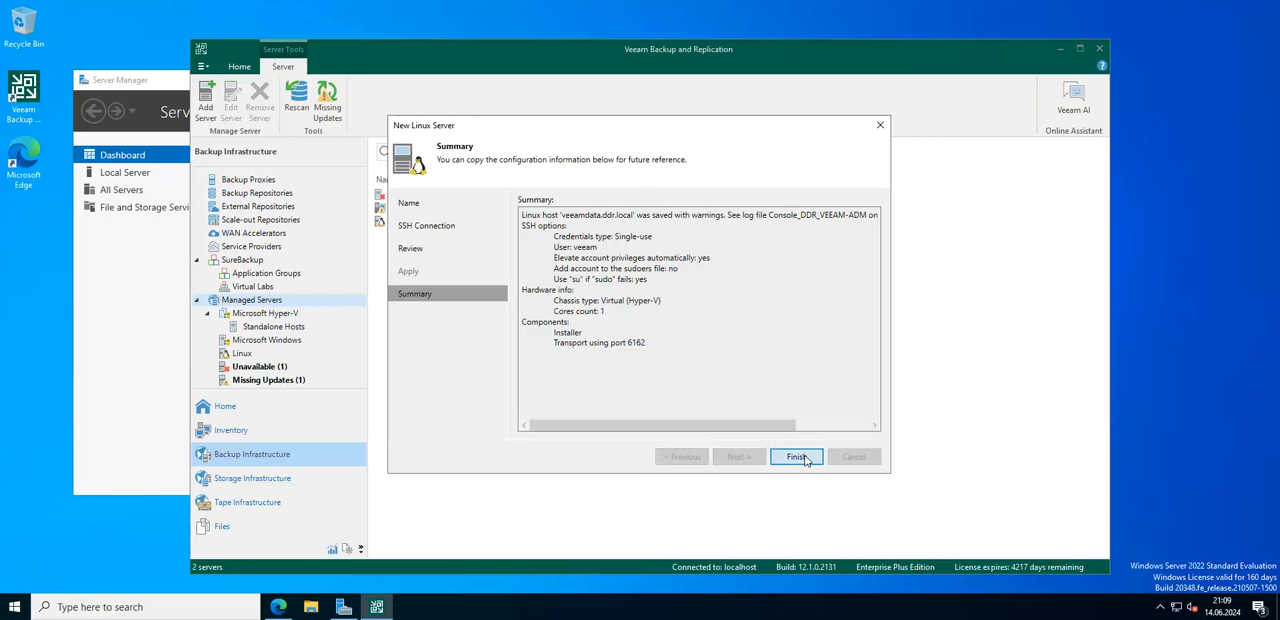 Recycle Bin
Veeam
Backup ...
Microsoft
Edge
Server Manager
Serv
Dashboard
Local Server
All Servers
File and Storage Servi
Server Tools
Veeam Backup and Replication
Home
Server
Add
Server
Edit
Server
Remove
Server
Rescan
Missing
Updates
Manage Server
Tools
Veeam AI
Online Assistant
Backup Infrastructure
Backup Proxies
Backup Repositories
External Repositories
Scale-out Repositories
WAN Accelerators
Service Providers
SureBackup
Application Groups
Virtual Labs
Managed Servers
Microsoft Hyper-V
Standalone Hosts
Microsoft Windows
Linux
Unavailable (1)
Missing Updates (1)
Home
Inventory
Backup Infrastructure
Storage Infrastructure
Tape Infrastructure
Files
New Linux Server
Summary
You can copy the configuration information below for future reference.
Name
SSH Connection
Review
Apply
Summary
Summary:
Linux host 'veeamdata.ddr.local' was saved with warnings. See log file Console_DDR_VEEAM-ADM on
SSH options:
Credentials type: Single-use
User: veeam
Elevate account privileges automatically: yes
Add account to the sudoers file: no
Use "su" if "sudo" fails: yes
Hardware info:
Chassis type: Virtual (Hyper-V)
Cores count: 1
Components:
Installer
Transport using port 6162
< Previous
Next >
Finish
Cancel
2 servers
Connected to: localhost
Build: 12.1.0.2131
Enterprise Plus Edition
License expires: 4217 days remaining
Windows Server 2022 Standard Evaluation
Windows License valid for 160 days
Build 20348.fe_release.210507-1500
Type here to search
21:09
14.06.2024
3